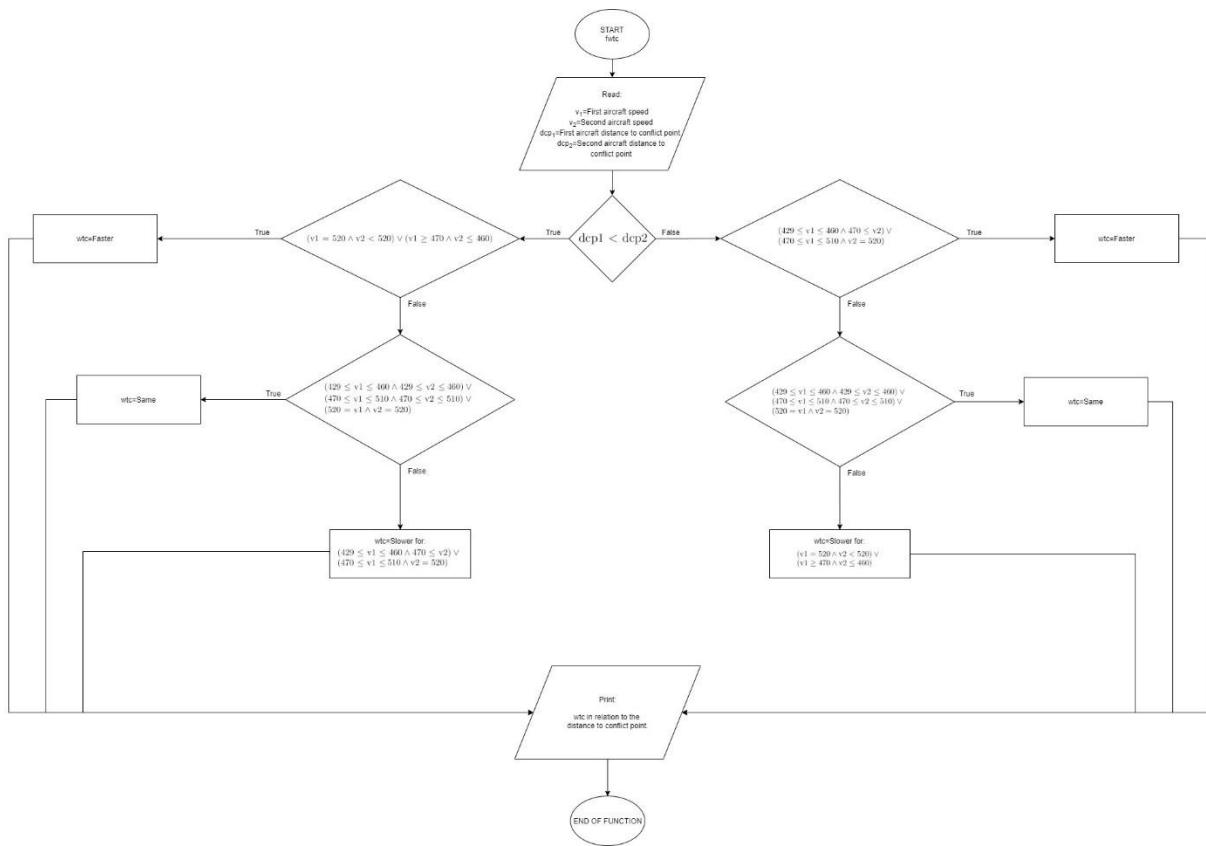 START
fwtc
Read:
v1=First aircraft speed
v2=Second aircraft speed
dcp1=First aircraft distance to conflict point
dcp2=Second aircraft distance to
conflict point
dcp1 < dcp2
True
False
(v1 = 520 ∧ v2 < 520) ∨ (v1 ≥ 470 ∧ v2 ≤ 460)
True
wtc=Faster
False
(429 ≤ v1 ≤ 460 ∧ 429 ≤ v2 ≤ 460) ∨
(470 ≤ v1 ≤ 510 ∧ 470 ≤ v2 ≤ 510) ∨
(520 = v1 ∧ v2 = 520)
True
wtc=Same
False
wtc=Slower for:
(429 ≤ v1 ≤ 460 ∧ 470 ≤ v2) ∨
(470 ≤ v1 ≤ 510 ∧ v2 = 520)
(429 ≤ v1 ≤ 460 ∧ 470 ≤ v2) ∨
(470 ≤ v1 ≤ 510 ∧ v2 = 520)
True
wtc=Faster
False
(429 ≤ v1 ≤ 460 ∧ 429 ≤ v2 ≤ 460) ∨
(470 ≤ v1 ≤ 510 ∧ 470 ≤ v2 ≤ 510) ∨
(520 = v1 ∧ v2 = 520)
True
wtc=Same
False
wtc=Slower for:
(v1 = 520 ∧ v2 < 520) ∨
(v1 ≥ 470 ∧ v2 ≤ 460)
Print:
wtc in relation to the
distance to conflict point
END OF FUNCTION